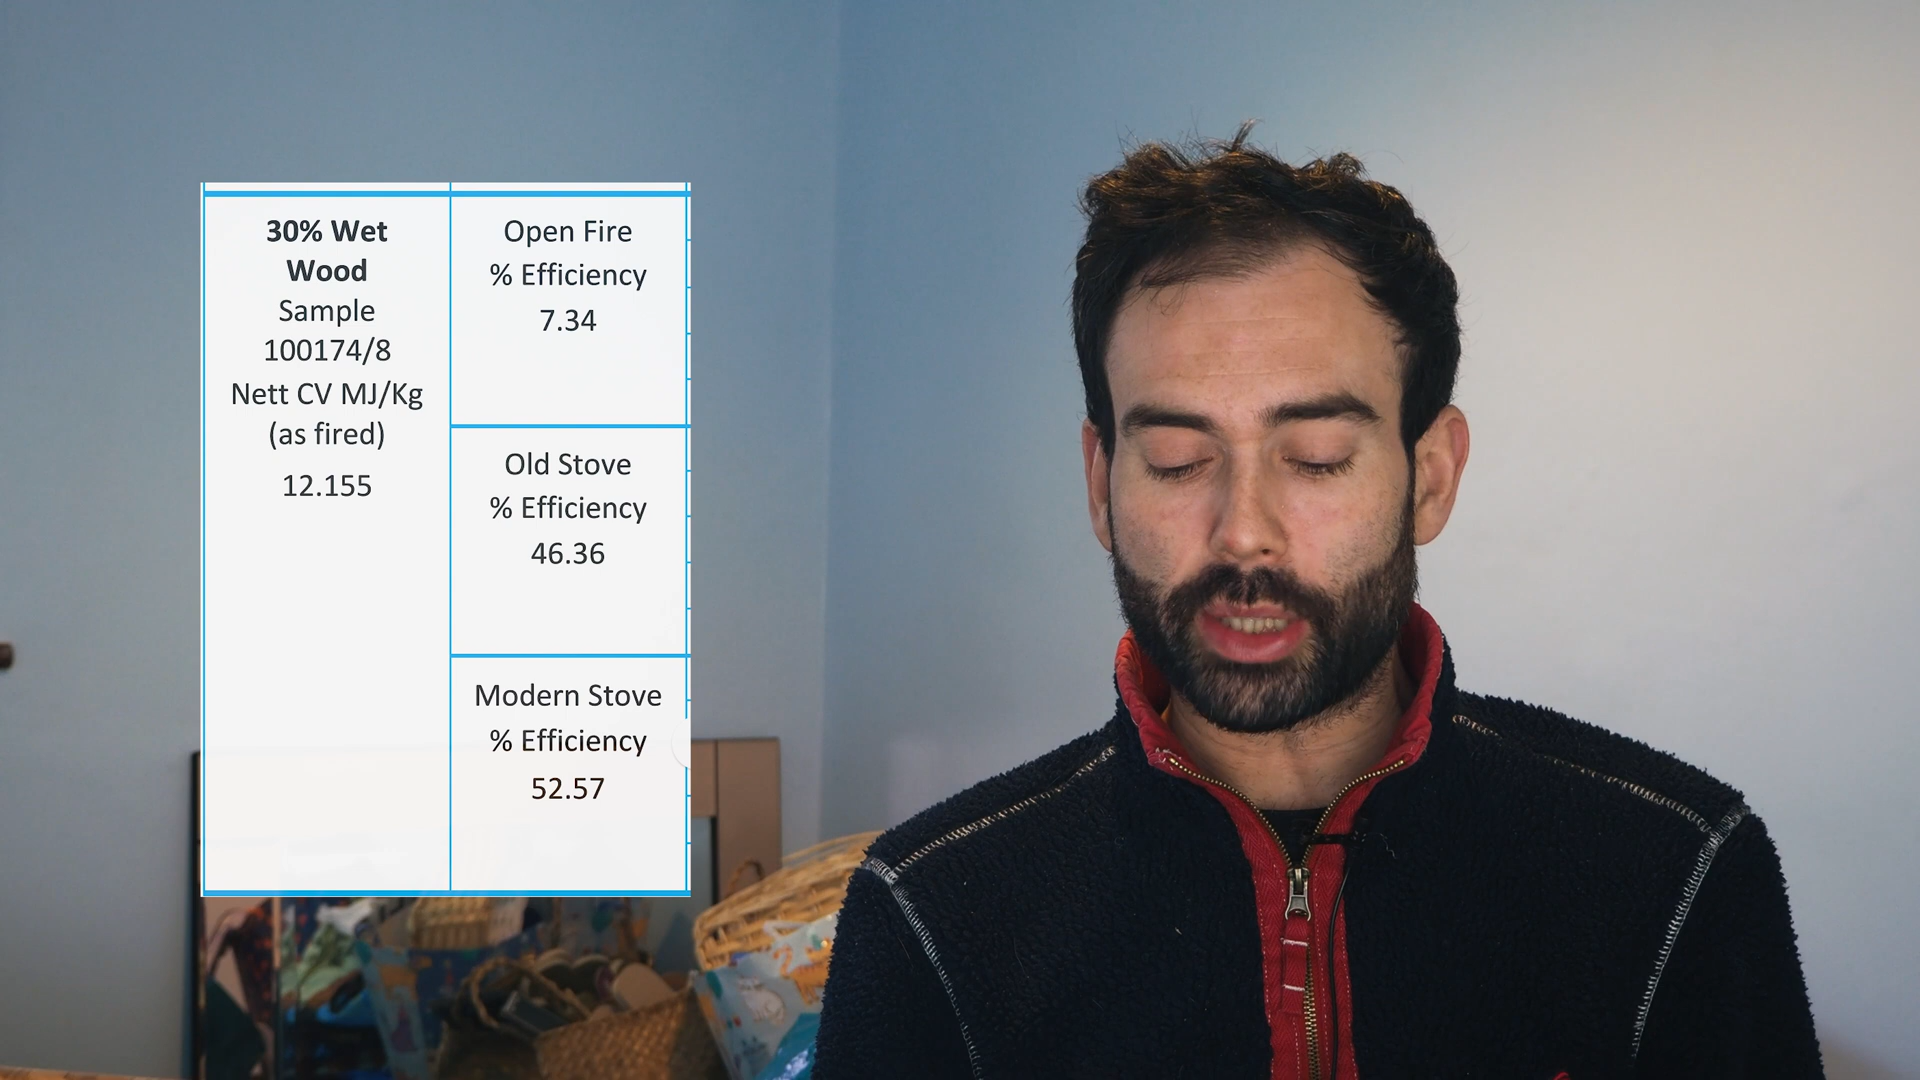 30% Wet
Wood
Sample
100174/8
Nett CV MJ/Kg
(as fired)
12.155
Open Fire
% Efficiency
7.34
Old Stove
% Efficiency
46.36
Modern Stove
% Efficiency
52.57